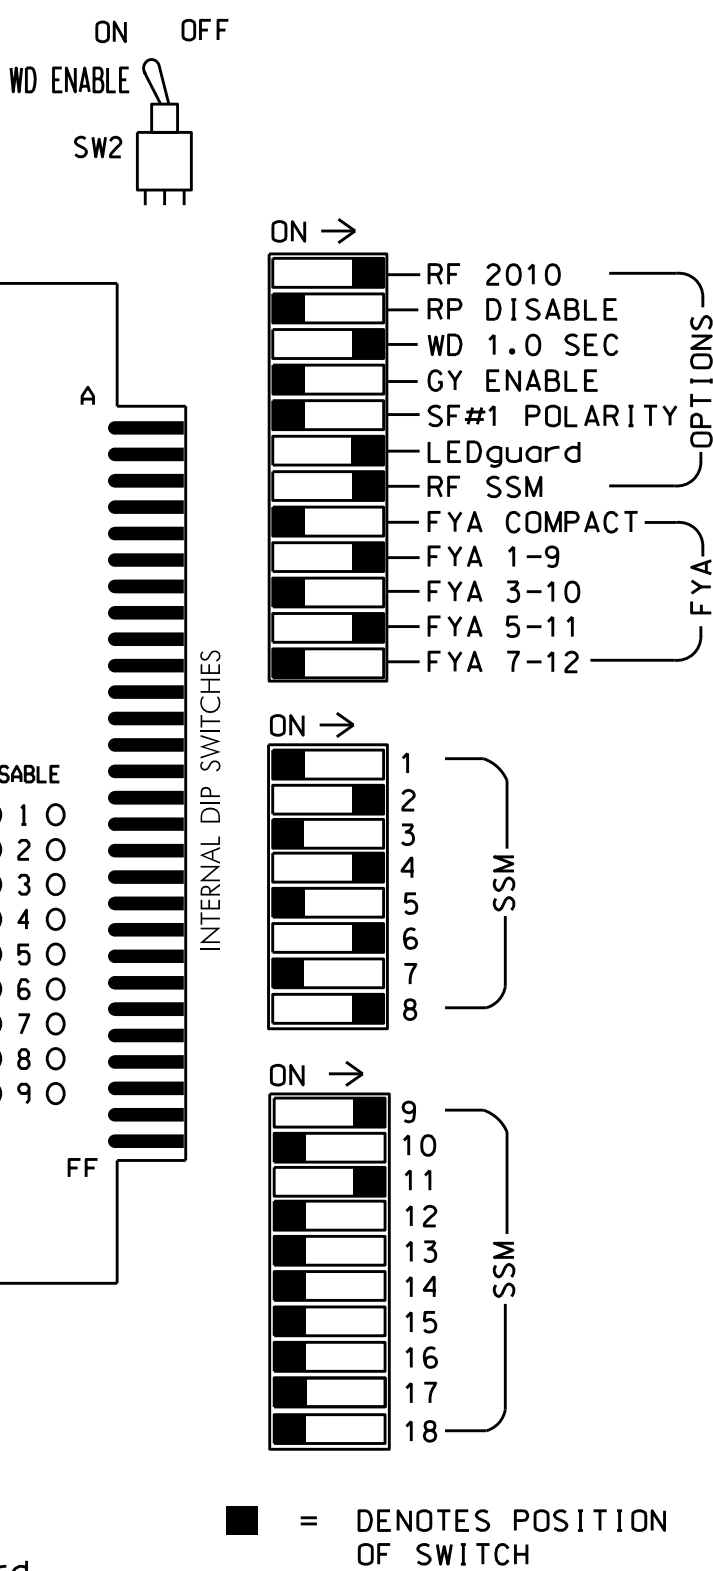 ON OFF
WD ENABLE
SW2
ON
RF 2010
RP DISABLE
WD 1.0 SEC
GY ENABLE
SF#1 POLARITY
LEDguard
RF SSM
OPTIONS
FYA COMPACT
FYA 1-9
FYA 3-10
FYA 5-11
FYA 7-12
FYA
A
FF
INTERNAL DIP SWITCHES
SABLE
1
2
3
4
5
6
7
8
9
ON
1
2
3
4
5
6
7
8
SSM
ON
9
10
11
12
13
14
15
16
17
18
SSM
= DENOTES POSITION
OF SWITCH